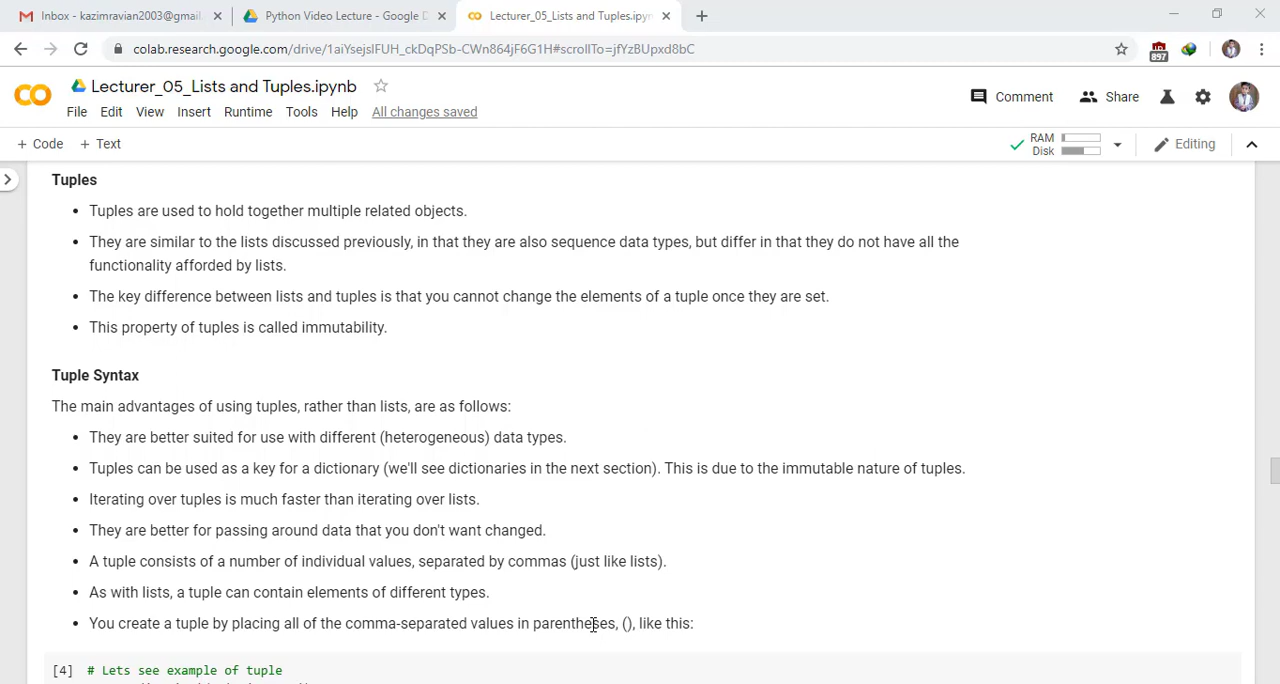 Inbox - kazimravian2003@gmail.
Python Video Lecture - Google D
Lecturer_05_Lists and Tuples.ipyn
colab.research.google.com/drive/1aiYsejslFUH_ckDqPSb-CWn864jF6G1H#scrollTo=jfYzBUpxd8bC
897
Lecturer_05_Lists and Tuples.ipynb
Comment
Share
File Edit View Insert Runtime Tools Help All changes saved
+ Code + Text
RAM
Disk
Editing
Tuples
• Tuples are used to hold together multiple related objects.
• They are similar to the lists discussed previously, in that they are also sequence data types, but differ in that they do not have all the
functionality afforded by lists.
• The key difference between lists and tuples is that you cannot change the elements of a tuple once they are set.
• This property of tuples is called immutability.
Tuple Syntax
The main advantages of using tuples, rather than lists, are as follows:
• They are better suited for use with different (heterogeneous) data types.
• Tuples can be used as a key for a dictionary (we'll see dictionaries in the next section). This is due to the immutable nature of tuples.
• Iterating over tuples is much faster than iterating over lists.
• They are better for passing around data that you don't want changed.
• A tuple consists of a number of individual values, separated by commas (just like lists).
• As with lists, a tuple can contain elements of different types.
• You create a tuple by placing all of the comma-separated values in parentheses, (), like this:
[4] # Lets see example of tuple